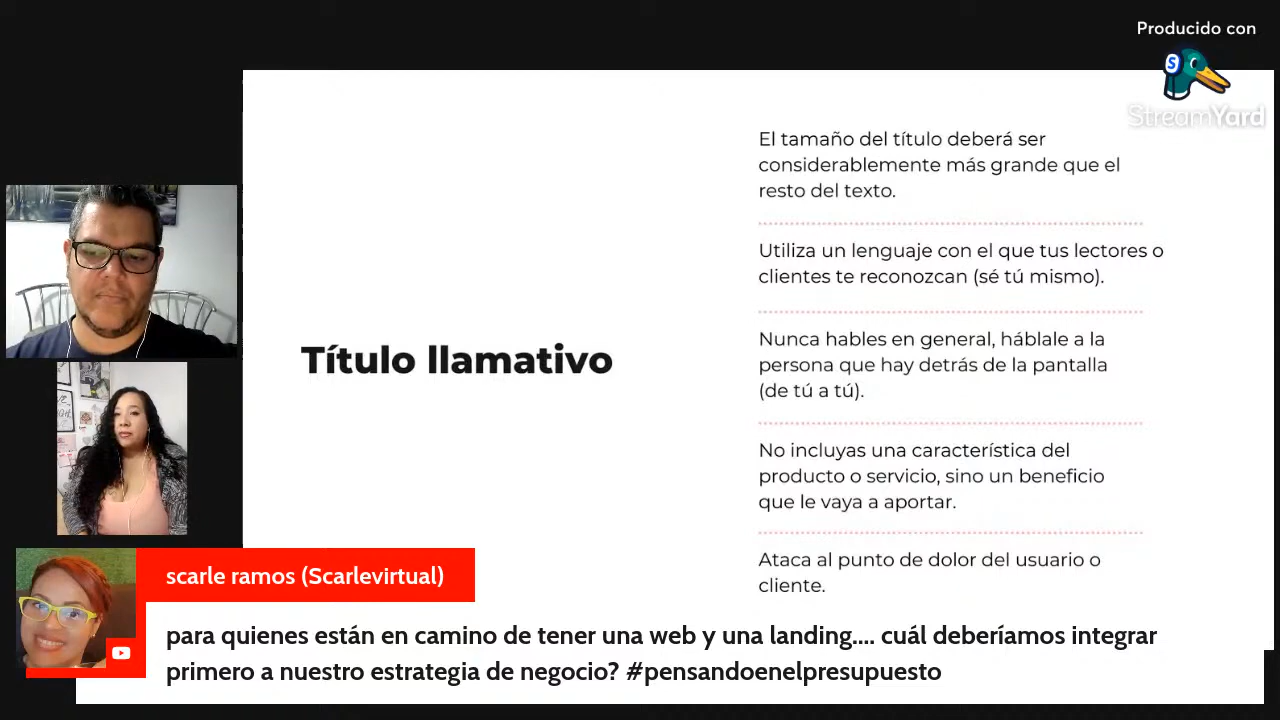 Producido con
StreamYard
El tamaño del título deberá ser
considerablemente más grande que el
resto del texto.
Utiliza un lenguaje con el que tus lectores o
clientes te reconozcan (sé tú mismo).
Título llamativo
Nunca hables en general, háblale a la
persona que hay detrás de la pantalla
(de tú a tú).
No incluyas una característica del
producto o servicio, sino un beneficio
que le vaya a aportar.
Ataca al punto de dolor del usuario o
cliente.
scarle ramos (Scarlevirtual)
para quienes están en camino de tener una web y una landing.... cuál deberíamos integrar
primero a nuestro estrategia de negocio? #pensandoenelpresupuesto